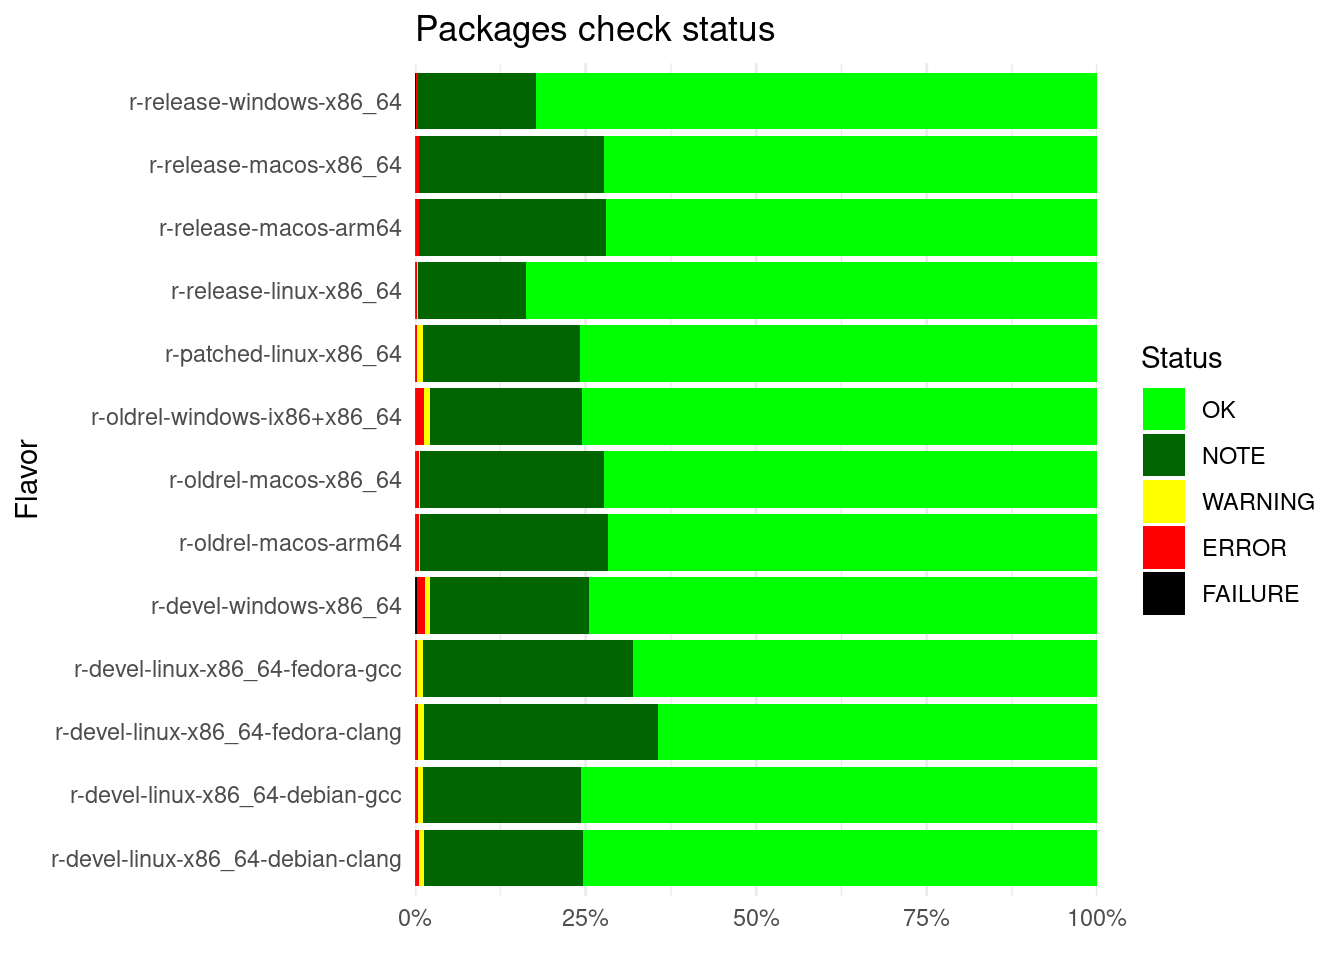 Packages check status
r-release-windows-x86_64
r-release-macos-x86_64
r-release-macos-arm64
r-release-linux-x86_64
r-patched-linux-x86_64
r-oldrel-windows-ix86+x86_64
r-oldrel-macos-x86_64
r-oldrel-macos-arm64
r-devel-windows-x86_64
r-devel-linux-x86_64-fedora-gcc
r-devel-linux-x86_64-fedora-clang
r-devel-linux-x86_64-debian-gcc
r-devel-linux-x86_64-debian-clang
Flavor
0% 25% 50% 75% 100%
Status
OK
NOTE
WARNING
ERROR
FAILURE